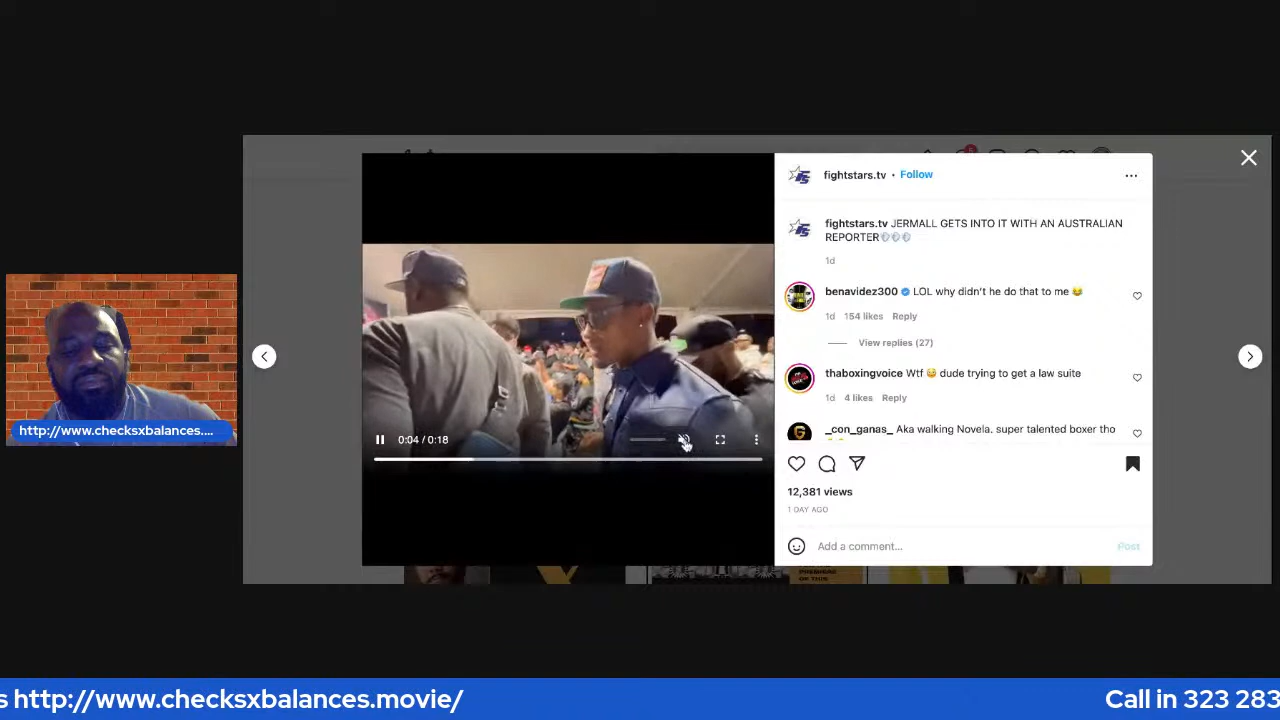 fightstars.tv • Follow
fightstars.tv JERMALL GETS INTO IT WITH AN AUSTRALIAN
REPORTER
1d
benavidez300 LOL why didn't he do that to me 😂
1d 154 likes Reply
View replies (27)
thaboxingvoice Wtf 😂 dude trying to get a law suite
1d 4 likes Reply
_con_ganas_ Aka walking Novela. super talented boxer tho
0:04 / 0:18
12,381 views
1 DAY AGO
Add a comment...
Post
http://www.checksxbalances....
s http://www.checksxbalances.movie/
Call in 323 283